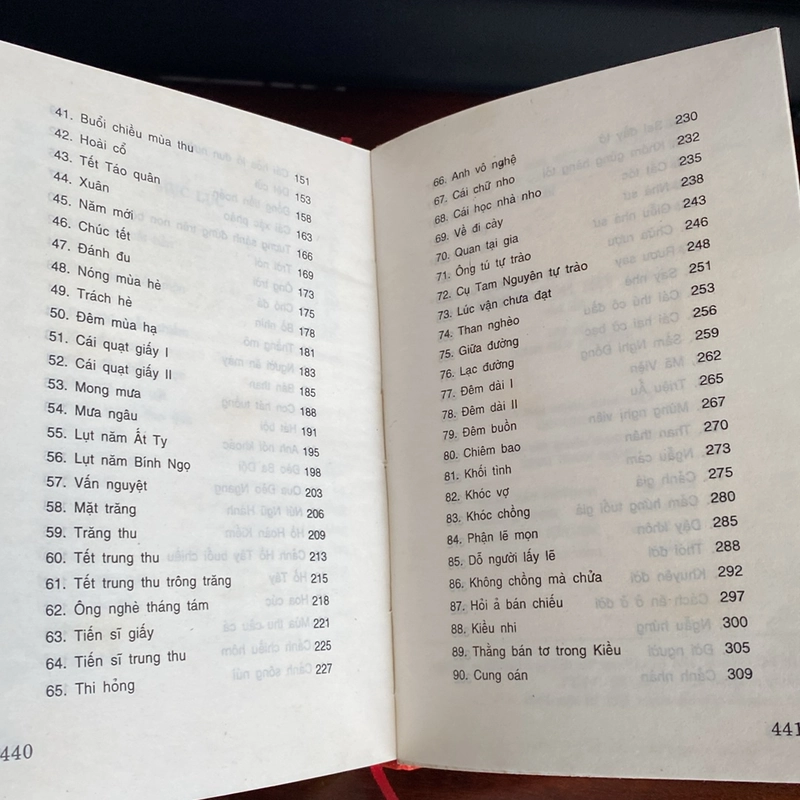 41. Buổi chiều mùa thu 151
42. Hoài cổ 153
43. Tết Táo quân 158
44. Xuân 163
45. Năm mới 166
46. Chúc tết 169
47. Đánh đu 173
48. Nóng mùa hè 175
49. Trách hè 178
50. Đêm mùa hạ 181
51. Cái quạt giấy I 183
52. Cái quạt giấy II 185
53. Mong mưa 188
54. Mưa ngâu 191
55. Lụt năm Ất Tỵ 195
56. Lụt năm Bính Ngọ 198
57. Vấn nguyệt 203
58. Mặt trăng 206
59. Trăng thu 209
60. Tết trung thu 213
61. Tết trung thu trông trăng 215
62. Ông nghè tháng tám 218
63. Tiến sĩ giấy 221
64. Tiến sĩ trung thu 225
65. Thi hỏng 227
440
66. Anh vô nghệ 230
67. Cái chữ nho 232
68. Cái học nhà nho 235
69. Về đi cày 238
70. Quan tại gia 243
71. Ông tú tự trào 246
72. Cụ Tam Nguyên tự trào 248
73. Lúc vận chưa đạt 251
74. Than nghèo 253
75. Giữa đường 256
76. Lạc đường 259
77. Đêm dài I 262
78. Đêm dài II 265
79. Đêm buồn 267
80. Chiêm bao 270
81. Khối tình 273
82. Khóc vợ 275
83. Khóc chồng 280
84. Phận lẽ mọn 285
85. Dỗ người lấy lẽ 288
86. Không chồng mà chửa 292
87. Hỏi ả bán chiếu 297
88. Kiều nhi 300
89. Thằng bán tơ trong Kiều 305
90. Cung oán 309
441